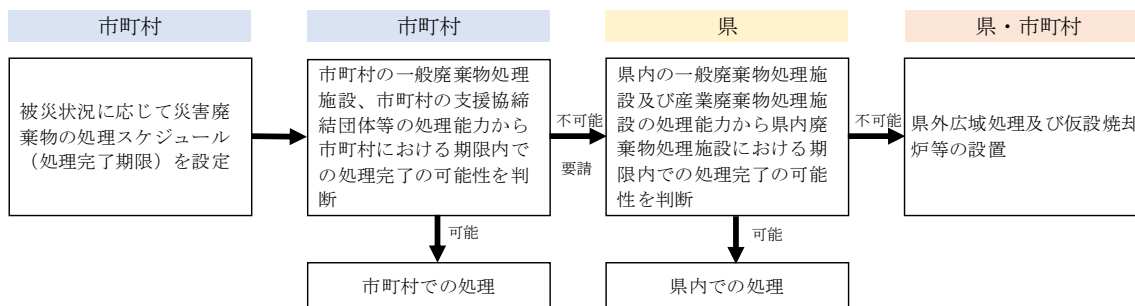 市町村
市町村
県
県・市町村
被災状況に応じて災害廃
棄物の処理スケジュール
（処理完了期限）を設定
市町村の一般廃棄物処理
施設、市町村の支援協締
結団体等の処理能力から
市町村における期限内で
の処理完了の可能性を判
断
不可能
要請
県内の一般廃棄物処理施
設及び産業廃棄物処理施
設の処理能力から県内廃
棄物処理施設における期
限内での処理完了の可能
性を判断
不可能
県外広域処理及び仮設焼却
炉等の設置
可能
可能
市町村での処理
県内での処理